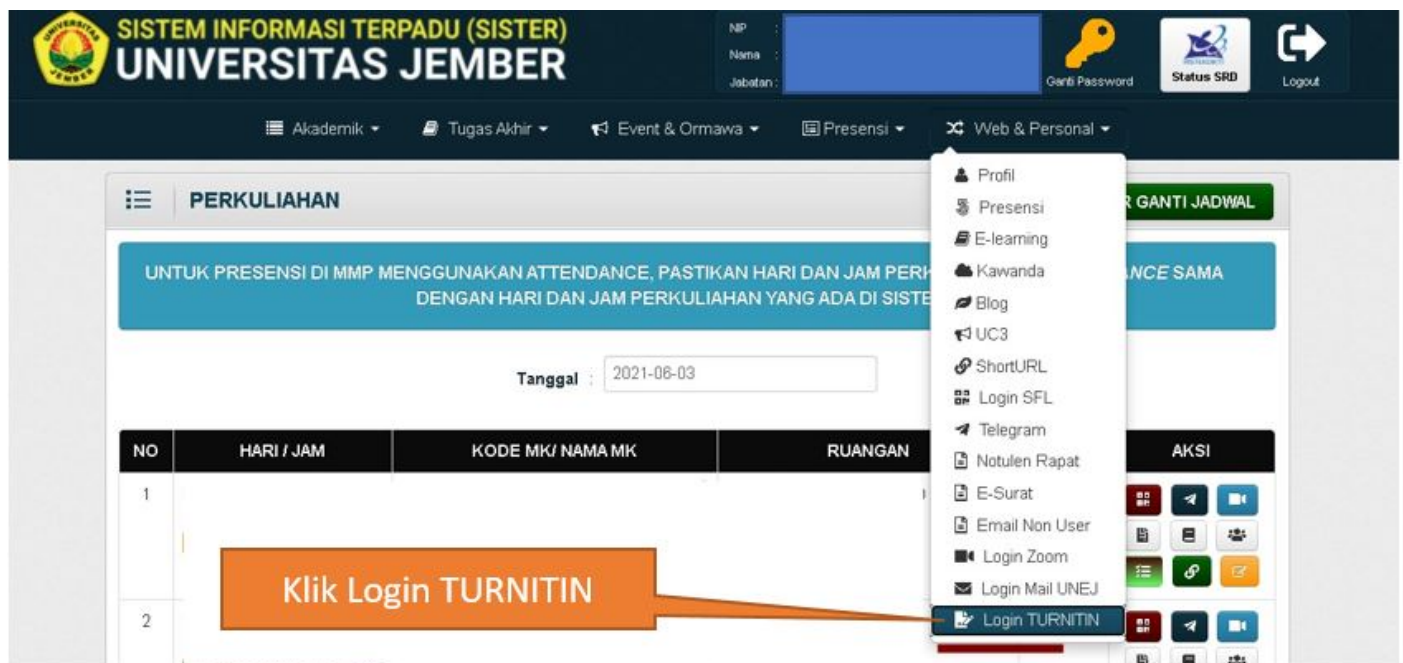 SISTEM INFORMASI TERPADU (SISTER)
UNIVERSITAS JEMBER
NIP :
Nama :
Jabatan :
Ganti Password
Status SRD
Logout
Akademik
Tugas Akhir
Event & Ormawa
Presensi
Web & Personal
PERKULIAHAN
R GANTI JADWAL
UNTUK PRESENSI DI MMP MENGGUNAKAN ATTENDANCE, PASTIKAN HARI DAN JAM PERK
NCE SAMA
DENGAN HARI DAN JAM PERKULIAHAN YANG ADA DI SISTE
Tanggal : 2021-06-03
NO HARI / JAM KODE MK/ NAMA MK RUANGAN AKSI
1
2
Profil
Presensi
E-learning
Kawanda
Blog
UC3
ShortURL
Login SFL
Telegram
Notulen Rapat
E-Surat
Email Non User
Login Zoom
Login Mail UNEJ
Login TURNITIN
Klik Login TURNITIN